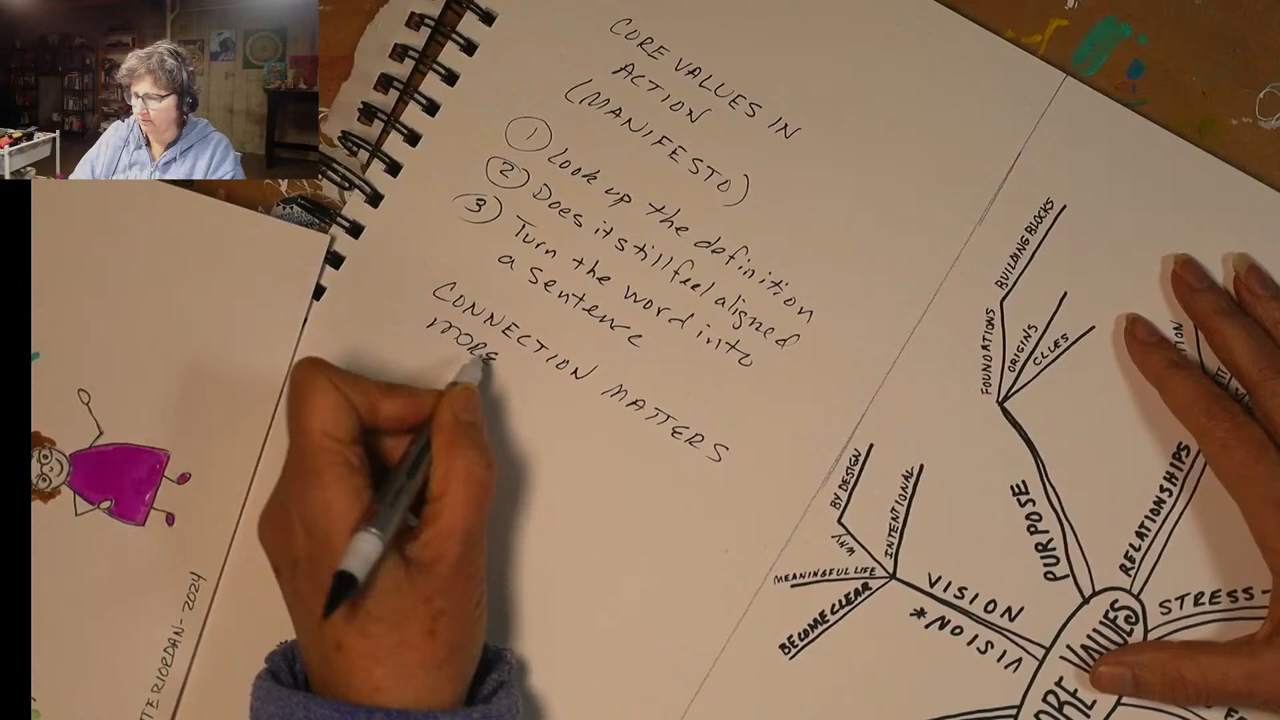 CORE VALUES IN
ACTION
(MANIFESTO)
① Look up the definition
② Does it still feel aligned
③ Turn the word into
a sentence
CONNECTION MATTERS
MORE
BUILDING BLOCKS
FOUNDATIONS
ORIGINS
CLUES
PURPOSE
RELATIONSHIPS
STRESS-
BY DESIGN
WHY
INTENTIONAL
MEANINGFUL LIFE
BECOME CLEAR
VISION
VISION*
VALUES
RIORDAN-2024